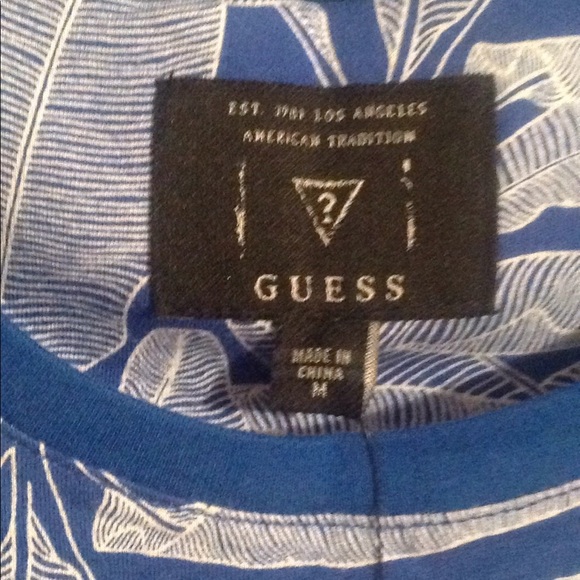 EST. 1981 LOS ANGELES
AMERICAN TRADITION
?
GUESS
MADE IN
CHINA
M